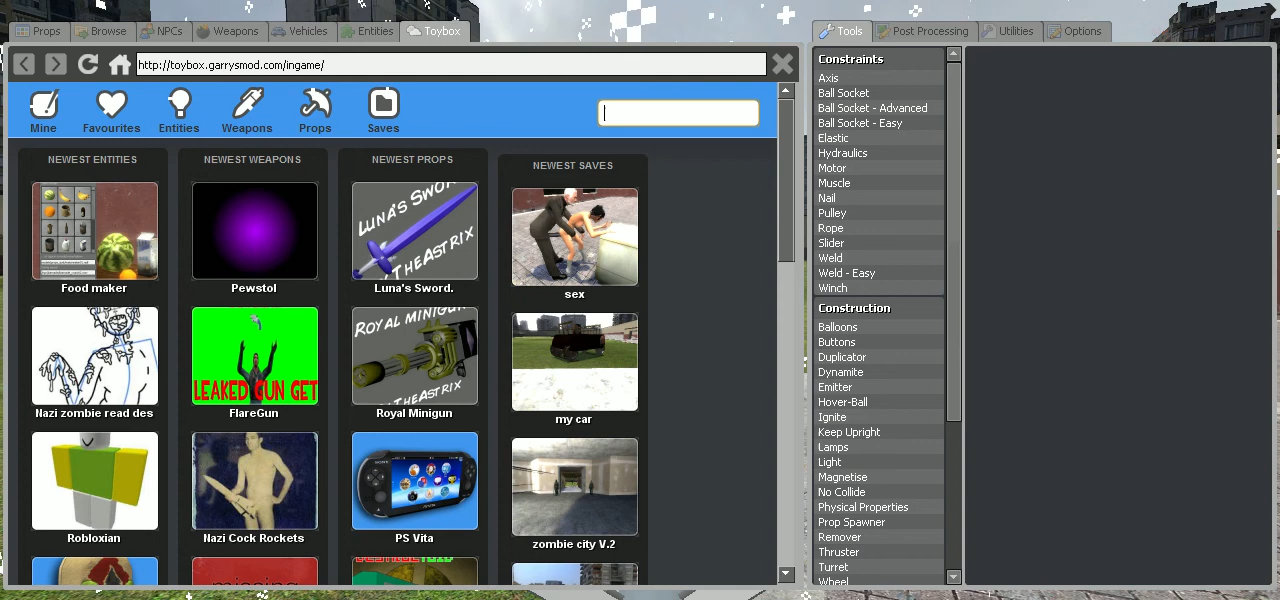 Props
Browse
NPCs
Weapons
Vehicles
Entities
Toybox
Tools
Post Processing
Utilities
Options
http://toybox.garrysmod.com/ingame/
Mine
Favourites
Entities
Weapons
Props
Saves
NEWEST ENTITIES
Food maker
Nazi zombie read des
Robloxian
NEWEST WEAPONS
Pewstol
LEAKED GUN GET
FlareGun
Nazi Cock Rockets
missing
NEWEST PROPS
LUNA'S SWORD
THEASTRIX
Luna's Sword.
ROYAL MINIGUN
THEASTRIX
Royal Minigun
SONY
PS Vita
NEWEST SAVES
sex
my car
zombie city V.2
Constraints
Axis
Ball Socket
Ball Socket - Advanced
Ball Socket - Easy
Elastic
Hydraulics
Motor
Muscle
Nail
Pulley
Rope
Slider
Weld
Weld - Easy
Winch
Construction
Balloons
Buttons
Duplicator
Dynamite
Emitter
Hover-Ball
Ignite
Keep Upright
Lamps
Light
Magnetise
No Collide
Physical Properties
Prop Spawner
Remover
Thruster
Turret
Wheel